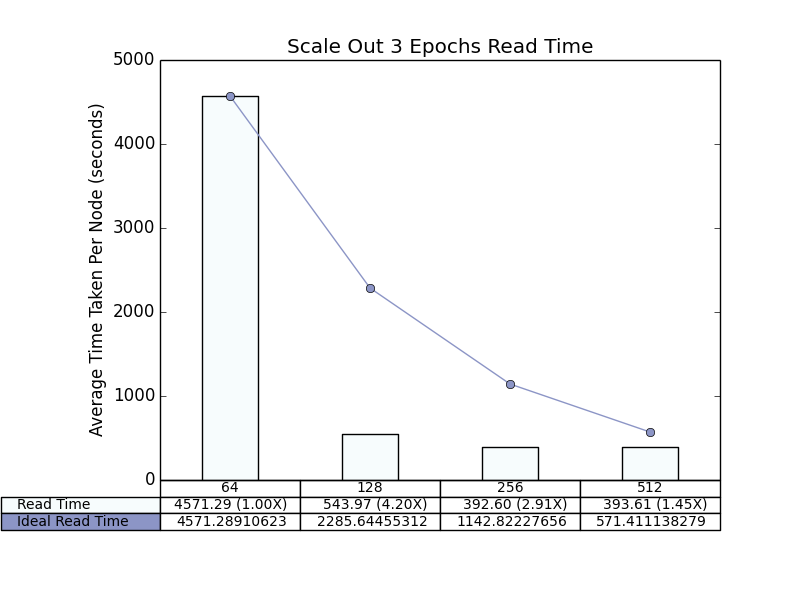 Scale Out 3 Epochs Read Time
Average Time Taken Per Node (seconds)
5000
4000
3000
2000
1000
0
64 128 256 512
Read Time 4571.29 (1.00X) 543.97 (4.20X) 392.60 (2.91X) 393.61 (1.45X)
Ideal Read Time 4571.28910623 2285.64455312 1142.82227656 571.411138279